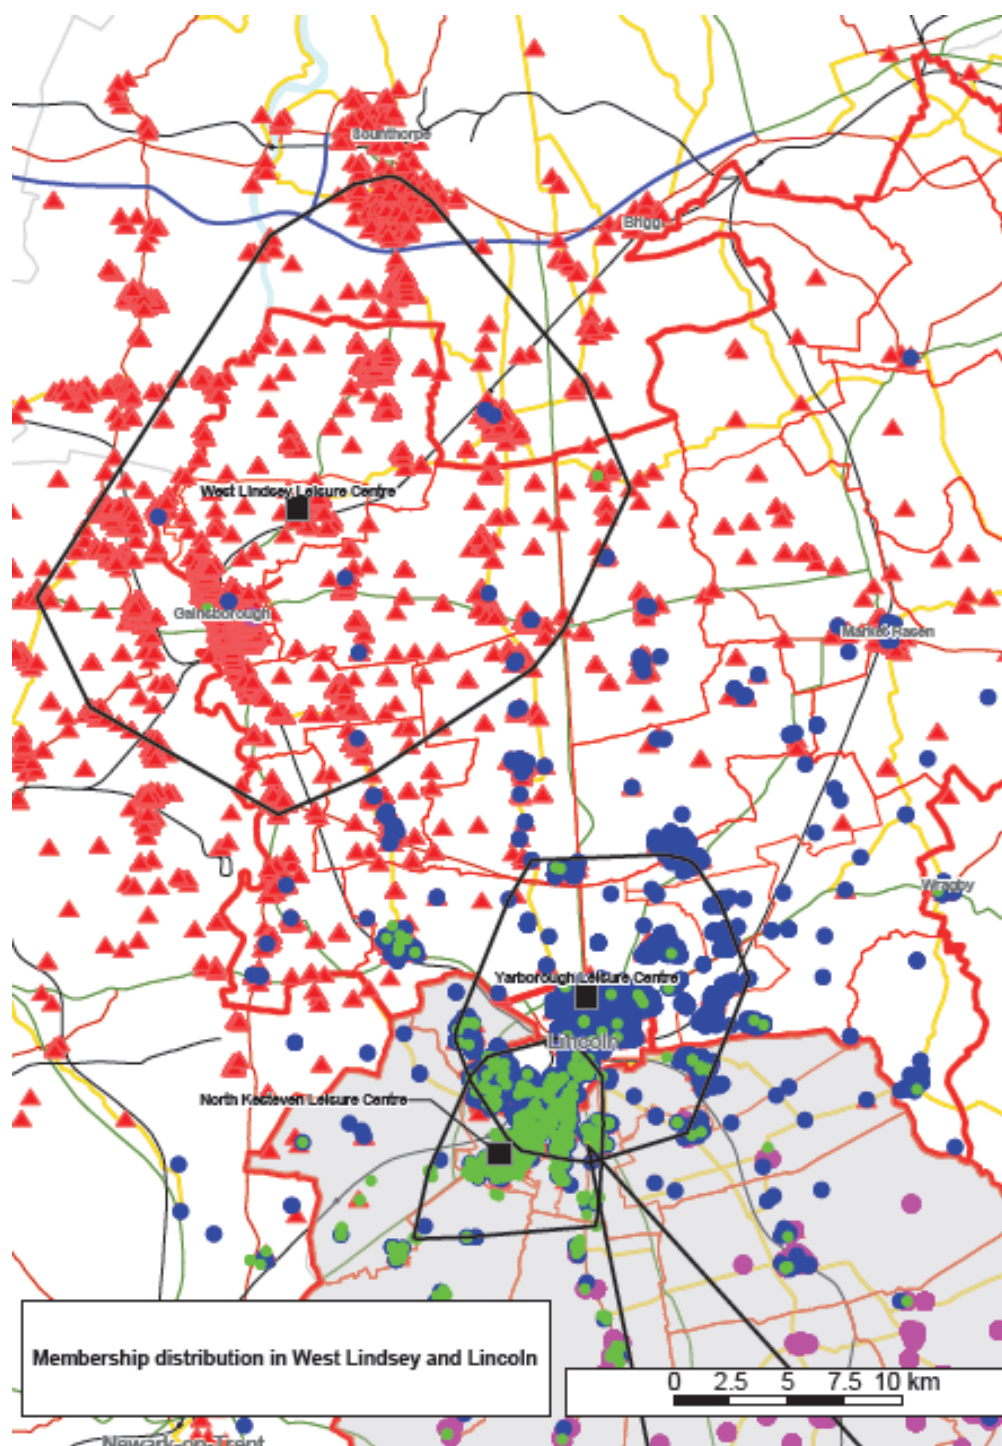 Scunthorpe
Brigg
West Lindsey Leisure Centre
Gainsborough
Market Rasen
Wragby
Yarborough Leisure Centre
Lincoln
North Kesteven Leisure Centre
Membership distribution in West Lindsey and Lincoln
0 2.5 5 7.5 10 km
Newark-on-Trent